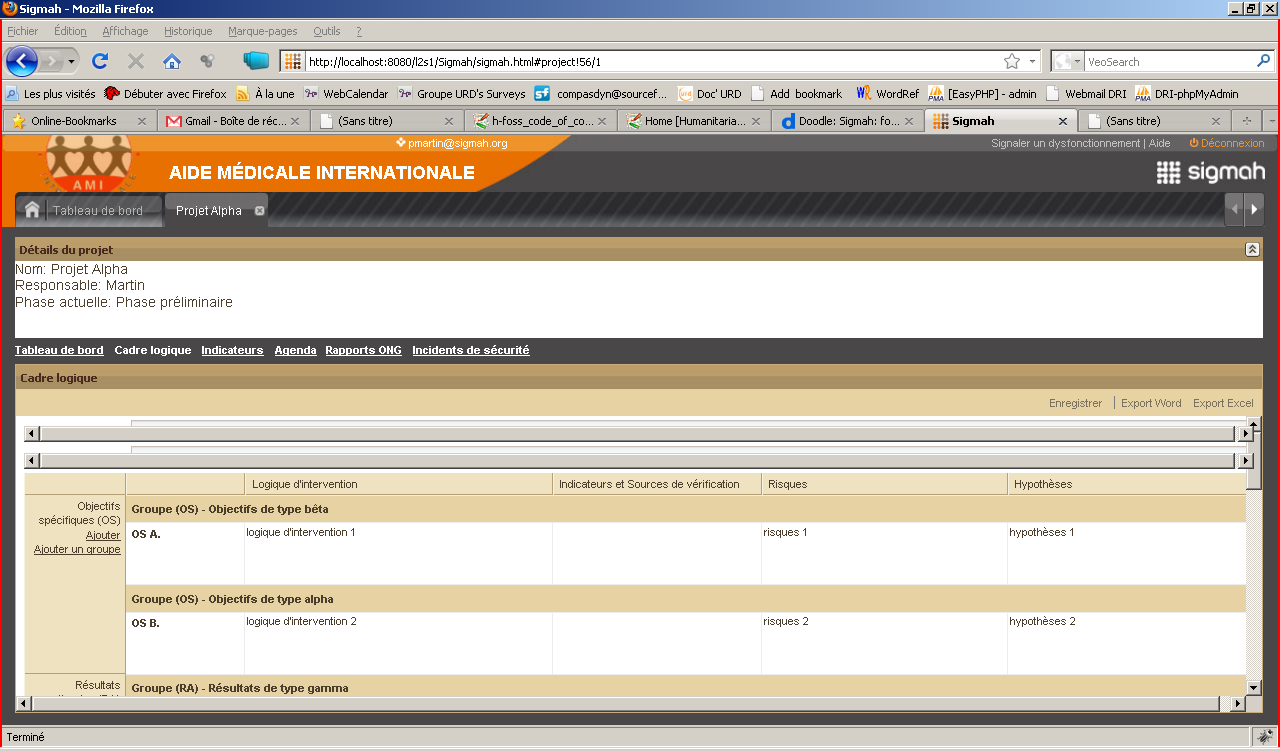 Sigmah - Mozilla Firefox
Fichier Édition Affichage Historique Marque-pages Outils ?
http://localhost:8080/l2s1/Sigmah/sigmah.html#project!56/1
VeoSearch
Les plus visités Débuter avec Firefox À la une WebCalendar Groupe URD's Surveys compasdyn@sourcef... Doc' URD Add bookmark WordRef [EasyPHP] - admin Webmail DRI DRI-phpMyAdmin
Online-Bookmarks Gmail - Boîte de réc... (Sans titre) h-foss_code_of_co... Home [Humanitaria... Doodle: Sigmah: fo... Sigmah (Sans titre)
pmartin@sigmah.org Signaler un dysfonctionnement | Aide Déconnexion
AMI
AIDE MÉDICALE INTERNATIONALE
sigmah
Tableau de bord Projet Alpha
Détails du projet
Nom: Projet Alpha
Responsable: Martin
Phase actuelle: Phase préliminaire
Tableau de bord Cadre logique Indicateurs Agenda Rapports ONG Incidents de sécurité
Cadre logique
Enregistrer | Export Word Export Excel
Logique d'intervention Indicateurs et Sources de vérification Risques Hypothèses
Objectifs
spécifiques (OS)
Ajouter
Ajouter un groupe
Groupe (OS) - Objectifs de type bêta
OS A. logique d'intervention 1 risques 1 hypothèses 1
Groupe (OS) - Objectifs de type alpha
OS B. logique d'intervention 2 risques 2 hypothèses 2
Résultats
Groupe (RA) - Résultats de type gamma
Terminé